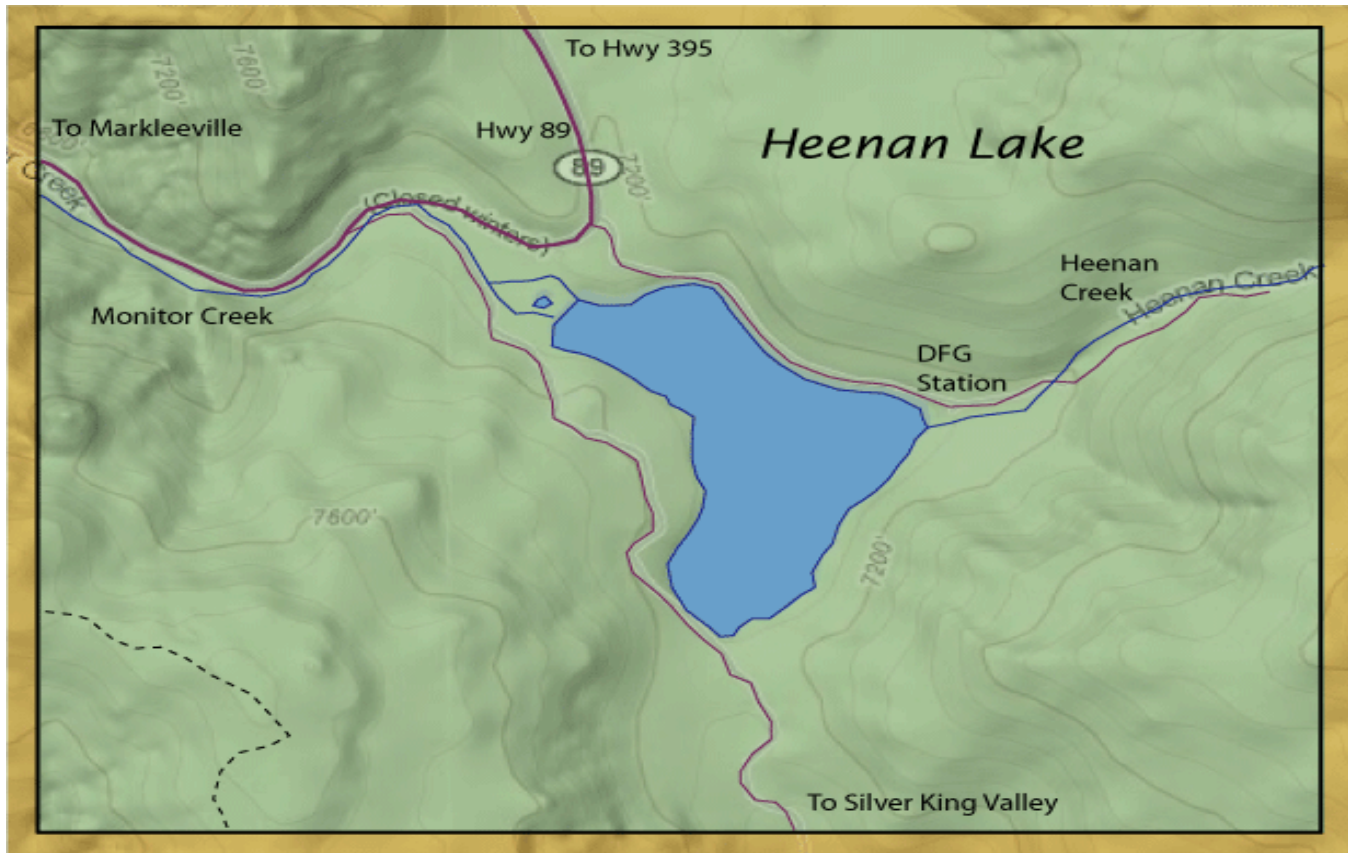 To Hwy 395
7200'
7600'
To Markleeville
Hwy 89
Heenan Lake
89
7200'
Creek
(Closed winters)
Heenan
Creek
Heenan Creek
Monitor Creek
DFG
Station
7600'
7200'
To Silver King Valley